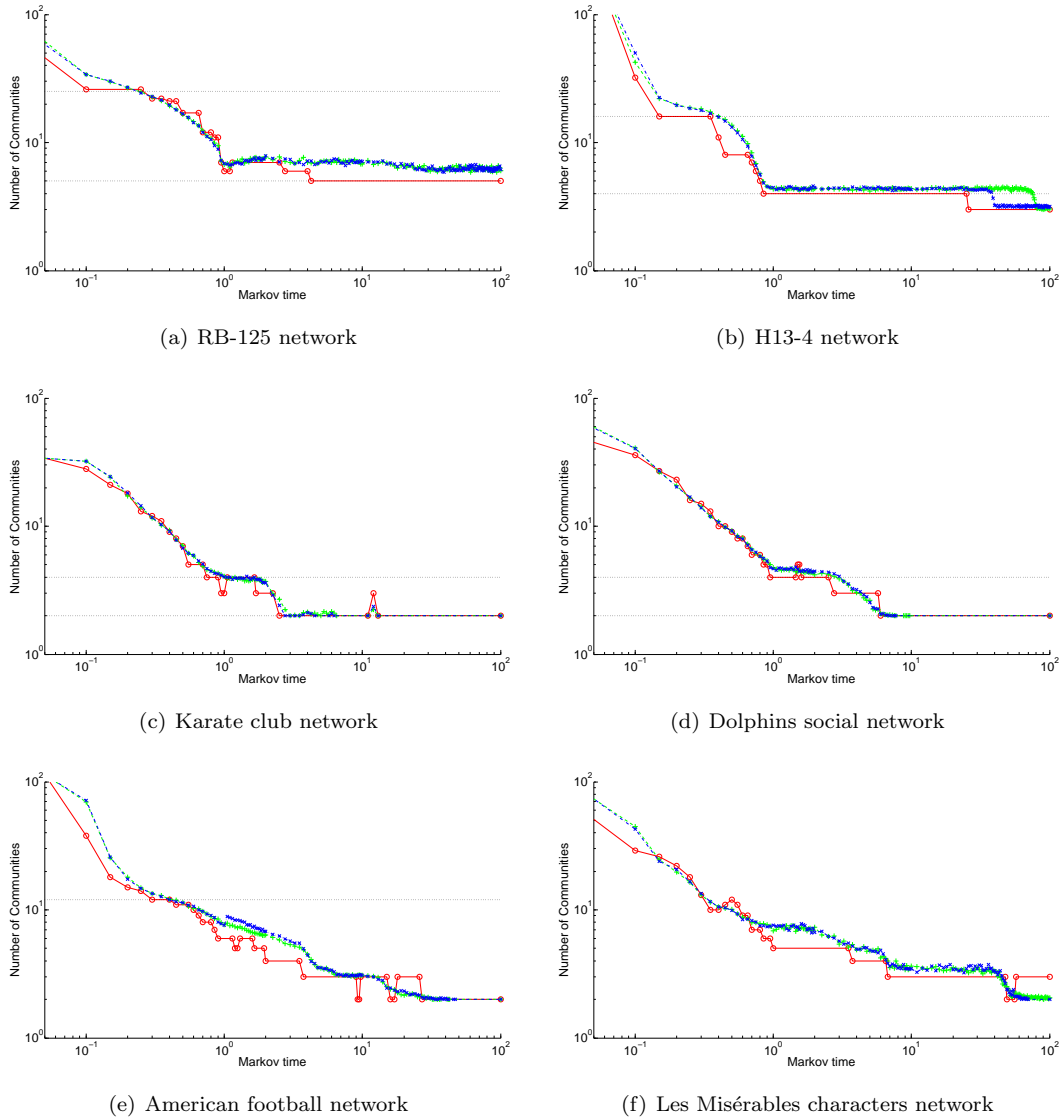 10^2
10^1
10^0
Number of Communities
10^-1
10^0
10^1
10^2
Markov time
(a) RB-125 network
10^2
10^1
10^0
Number of Communities
10^-1
10^0
10^1
10^2
Markov time
(b) H13-4 network
10^2
10^1
10^0
Number of Communities
10^-1
10^0
10^1
10^2
Markov time
(c) Karate club network
10^2
10^1
10^0
Number of Communities
10^-1
10^0
10^1
10^2
Markov time
(d) Dolphins social network
10^2
10^1
10^0
Number of Communities
10^-1
10^0
10^1
10^2
Markov time
(e) American football network
10^2
10^1
10^0
Number of Communities
10^-1
10^0
10^1
10^2
Markov time
(f) Les Misérables characters network